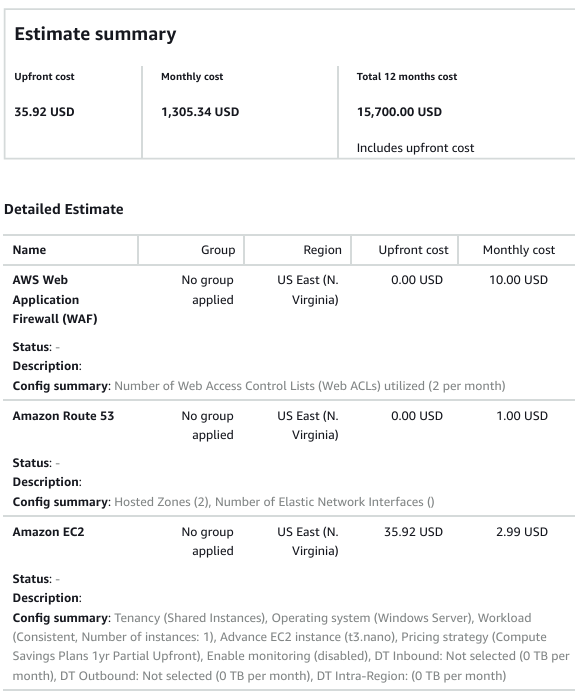 Estimate summary
Upfront cost Monthly cost Total 12 months cost
35.92 USD 1,305.34 USD 15,700.00 USD
Includes upfront cost
Detailed Estimate
Name Group Region Upfront cost Monthly cost
AWS Web No group US East (N. 0.00 USD 10.00 USD
Application applied Virginia)
Firewall (WAF)
Status: -
Description:
Config summary: Number of Web Access Control Lists (Web ACLs) utilized (2 per month)
Amazon Route 53 No group US East (N. 0.00 USD 1.00 USD
applied Virginia)
Status: -
Description:
Config summary: Hosted Zones (2), Number of Elastic Network Interfaces ()
Amazon EC2 No group US East (N. 35.92 USD 2.99 USD
applied Virginia)
Status: -
Description:
Config summary: Tenancy (Shared Instances), Operating system (Windows Server), Workload
(Consistent, Number of instances: 1), Advance EC2 instance (t3.nano), Pricing strategy (Compute
Savings Plans 1yr Partial Upfront), Enable monitoring (disabled), DT Inbound: Not selected (0 TB per
month), DT Outbound: Not selected (0 TB per month), DT Intra-Region: (0 TB per month)